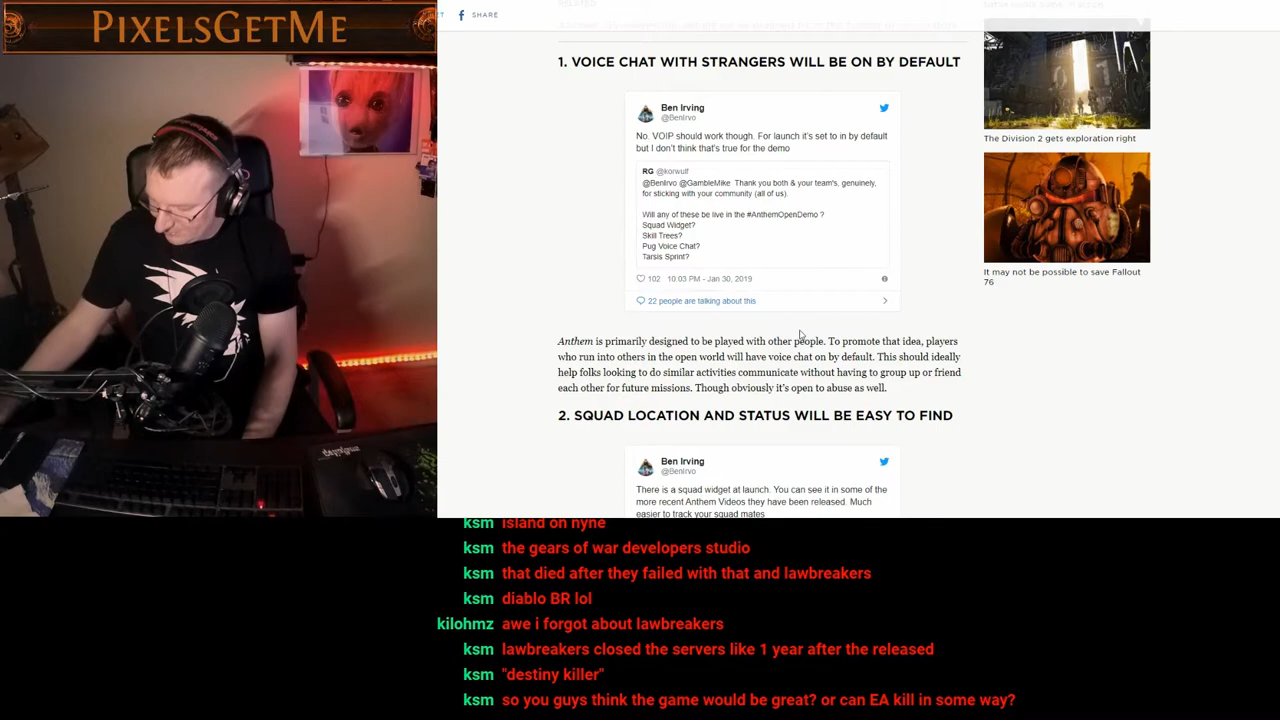 PIXELSGETME
SHARE
1. VOICE CHAT WITH STRANGERS WILL BE ON BY DEFAULT
Ben Irving
@BenIrvo
No. VOIP should work though. For launch it's set to in by default
but I don't think that's true for the demo
RG @korwulf
@BenIrvo @GambleMike Thank you both & your team's, genuinely,
for sticking with your community (all of us).
Will any of these be live in the #AnthemOpenDemo ?
Squad Widget?
Skill Trees?
Pug Voice Chat?
Tarsis Sprint?
102 10:03 PM - Jan 30, 2019
22 people are talking about this
Anthem is primarily designed to be played with other people. To promote that idea, players
who run into others in the open world will have voice chat on by default. This should ideally
help folks looking to do similar activities communicate without having to group up or friend
each other for future missions. Though obviously it's open to abuse as well.
2. SQUAD LOCATION AND STATUS WILL BE EASY TO FIND
Ben Irving
@BenIrvo
There is a squad widget at launch. You can see it in some of the
more recent Anthem Videos they have been released. Much
easier to track your squad mates
The Division 2 gets exploration right
It may not be possible to save Fallout
76
ksm island on nyne
ksm the gears of war developers studio
ksm that died after they failed with that and lawbreakers
ksm diablo BR lol
kilohmz awe i forgot about lawbreakers
ksm lawbreakers closed the servers like 1 year after the released
ksm "destiny killer"
ksm so you guys think the game would be great? or can EA kill in some way?